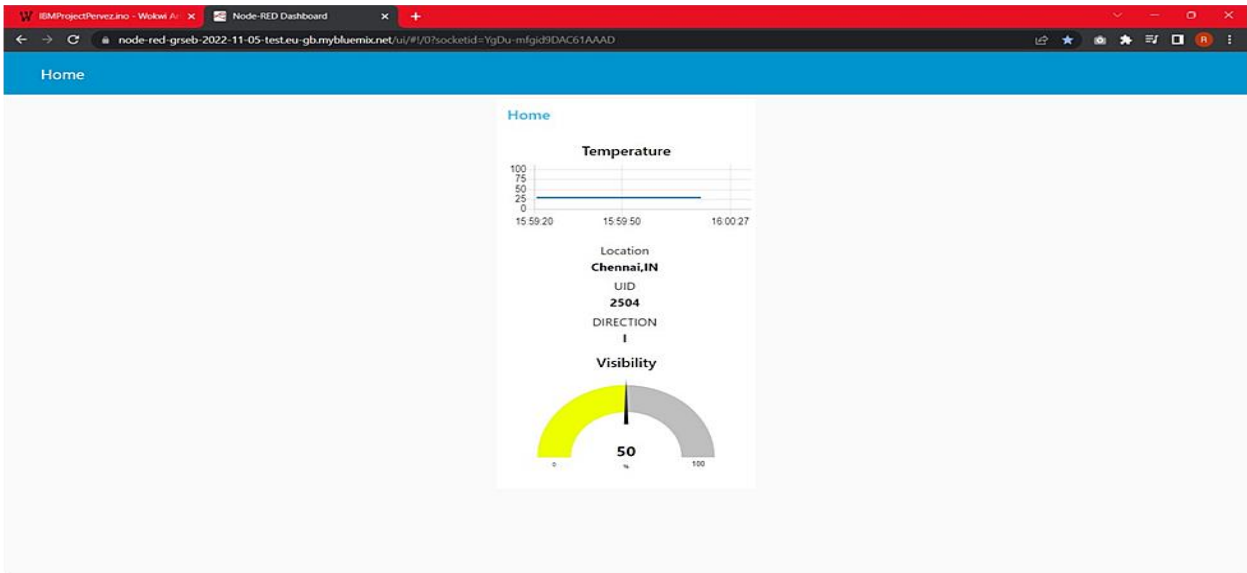 IBMProjectPervez.ino - Wokwi Ar
Node-RED Dashboard
node-red-grseb-2022-11-05-test.eu-gb.mybluemix.net/ui/#!/0?socketid=YgDu-mfgid9DAC61AAAD
R
Home
Home
Temperature
100
75
50
25
0
15:59:20 15:59:50 16:00:27
Location
Chennai,IN
UID
2504
DIRECTION
I
Visibility
50
0 % 100